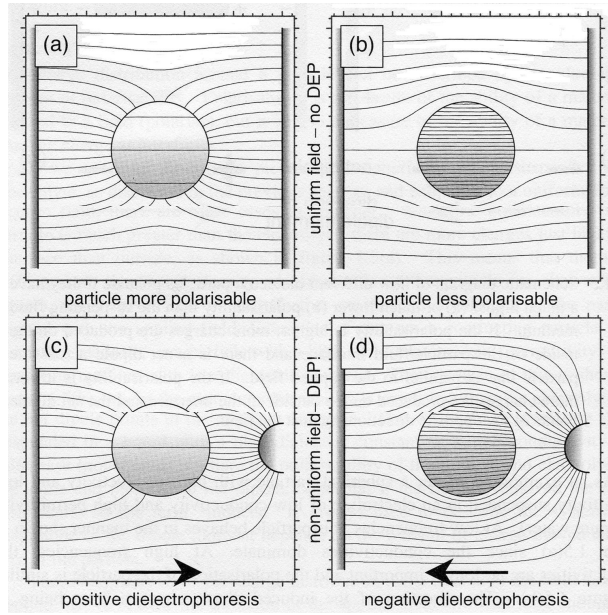 (a)
(b)
uniform field – no DEP
particle more polarisable
particle less polarisable
(c)
(d)
non-uniform field– DEP!
positive dielectrophoresis
negative dielectrophoresis